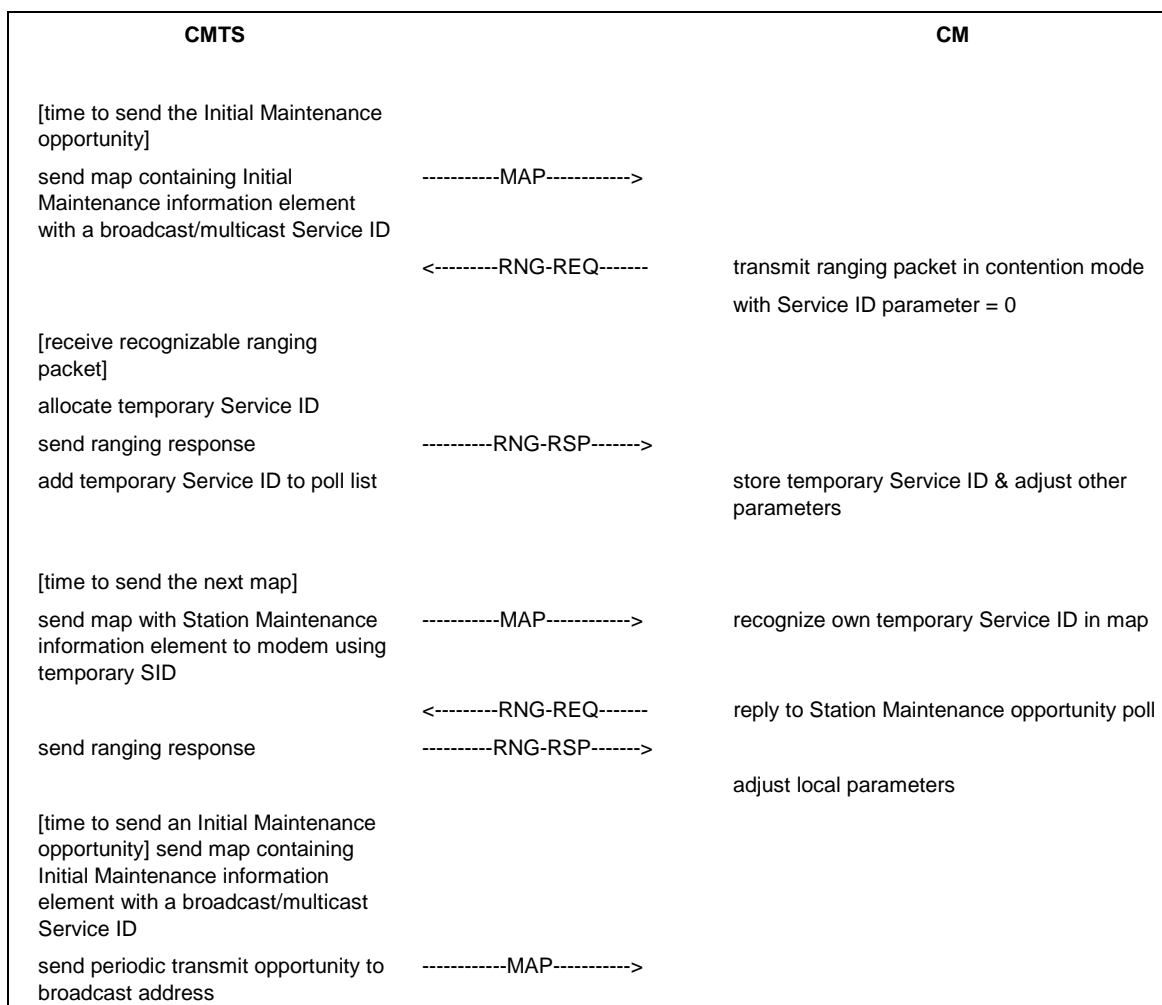 CMTS CM
[time to send the Initial Maintenance
opportunity]
send map containing Initial -----------MAP------------>
Maintenance information element
with a broadcast/multicast Service ID
<---------RNG-REQ------- transmit ranging packet in contention mode
with Service ID parameter = 0
[receive recognizable ranging
packet]
allocate temporary Service ID
send ranging response ----------RNG-RSP------->
add temporary Service ID to poll list store temporary Service ID & adjust other
parameters
[time to send the next map]
send map with Station Maintenance -----------MAP------------> recognize own temporary Service ID in map
information element to modem using
temporary SID
<---------RNG-REQ------- reply to Station Maintenance opportunity poll
send ranging response ----------RNG-RSP------->
adjust local parameters
[time to send an Initial Maintenance
opportunity] send map containing
Initial Maintenance information
element with a broadcast/multicast
Service ID
send periodic transmit opportunity to ------------MAP----------->
broadcast address